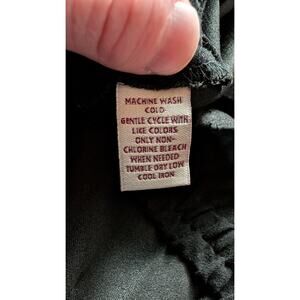 MACHINE WASH
COLD
GENTLE CYCLE WITH
LIKE COLORS
ONLY NON-
CHLORINE BLEACH
WHEN NEEDED
TUMBLE DRY LOW
COOL IRON